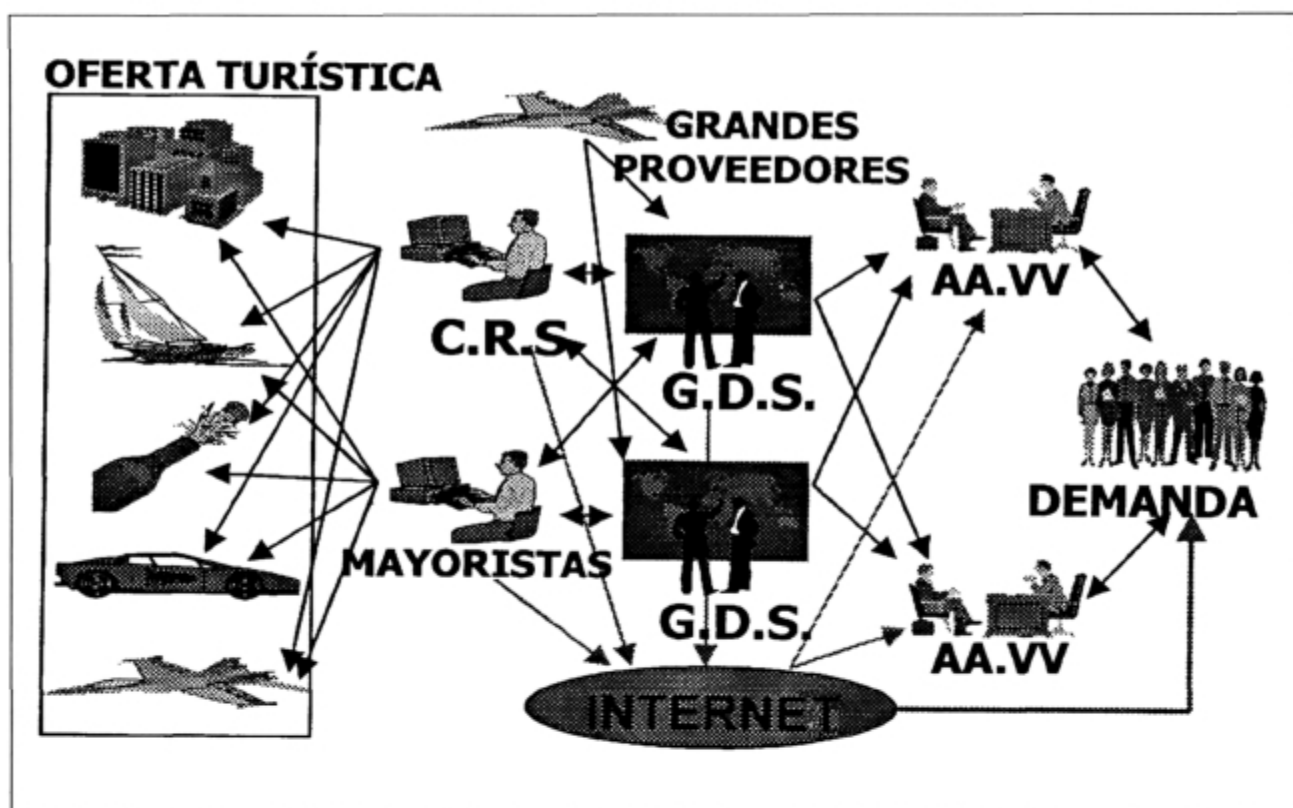 OFERTA TURÍSTICA
GRANDES
PROVEEDORES
AA.VV
C.R.S.
G.D.S.
DEMANDA
MAYORISTAS
G.D.S.
AA.VV
INTERNET